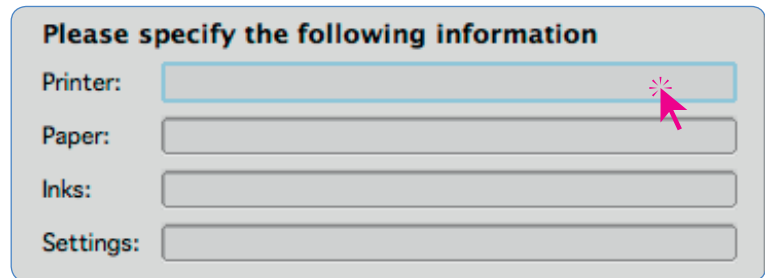 Please specify the following information
Printer:
Paper:
Inks:
Settings: